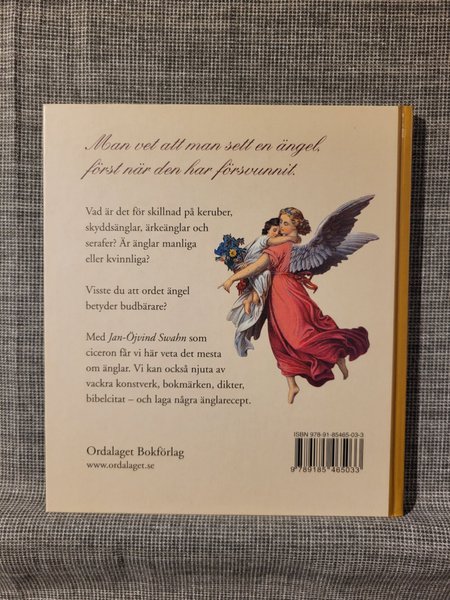 Man vet att man sett en ängel,
först när den har försvunnit.
Vad är det för skillnad på keruber,
skyddsänglar, ärkeänglar och
serafer? Är änglar manliga
eller kvinnliga?
Visste du att ordet ängel
betyder budbärare?
Med Jan-Öjvind Swahn som
ciceron får vi här veta det mesta
om änglar. Vi kan också njuta av
vackra konstverk, bokmärken, dikter,
bibelcitat – och laga några änglarecept.
Ordalaget Bokförlag
www.ordalaget.se
ISBN 978-91-85465-03-3
9 789185 465033